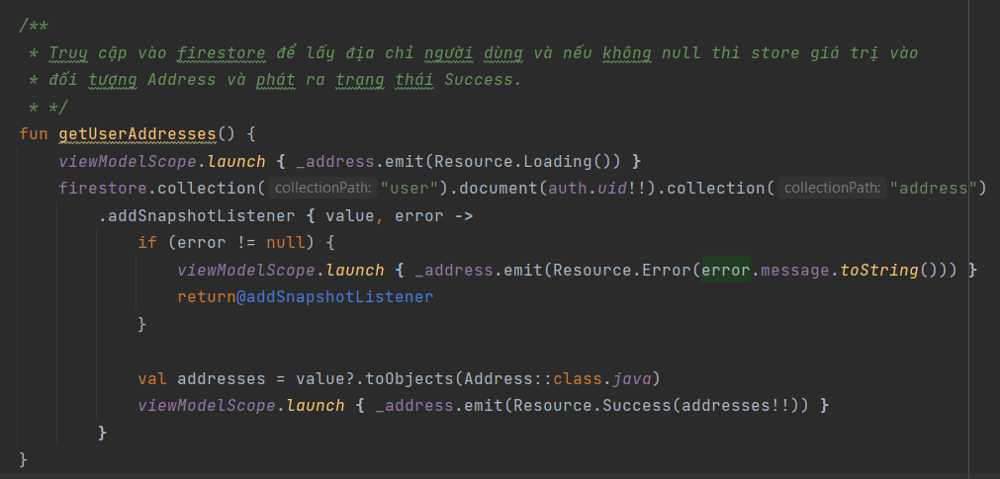 /**
* Truy cập vào firestore để lấy địa chỉ người dùng và nếu không null thì store giá trị vào
* đối tượng Address và phát ra trạng thái Success.
* */
fun getUserAddresses() {
viewModelScope.launch { _address.emit(Resource.Loading()) }
firestore.collection( collectionPath: "user").document(auth.uid!!).collection( collectionPath: "address")
.addSnapshotListener { value, error ->
if (error != null) {
viewModelScope.launch { _address.emit(Resource.Error(error.message.toString())) }
return@addSnapshotListener
}
val addresses = value?.toObjects(Address::class.java)
viewModelScope.launch { _address.emit(Resource.Success(addresses!!)) }
}
}